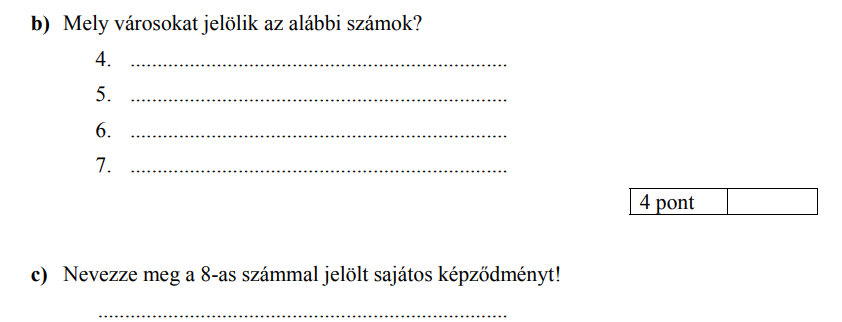 b) Mely városokat jelölik az alábbi számok?
4. ........................................................................
5. ........................................................................
6. ........................................................................
7. ........................................................................
4 pont
c) Nevezze meg a 8-as számmal jelölt sajátos képződményt!
..............................................................................